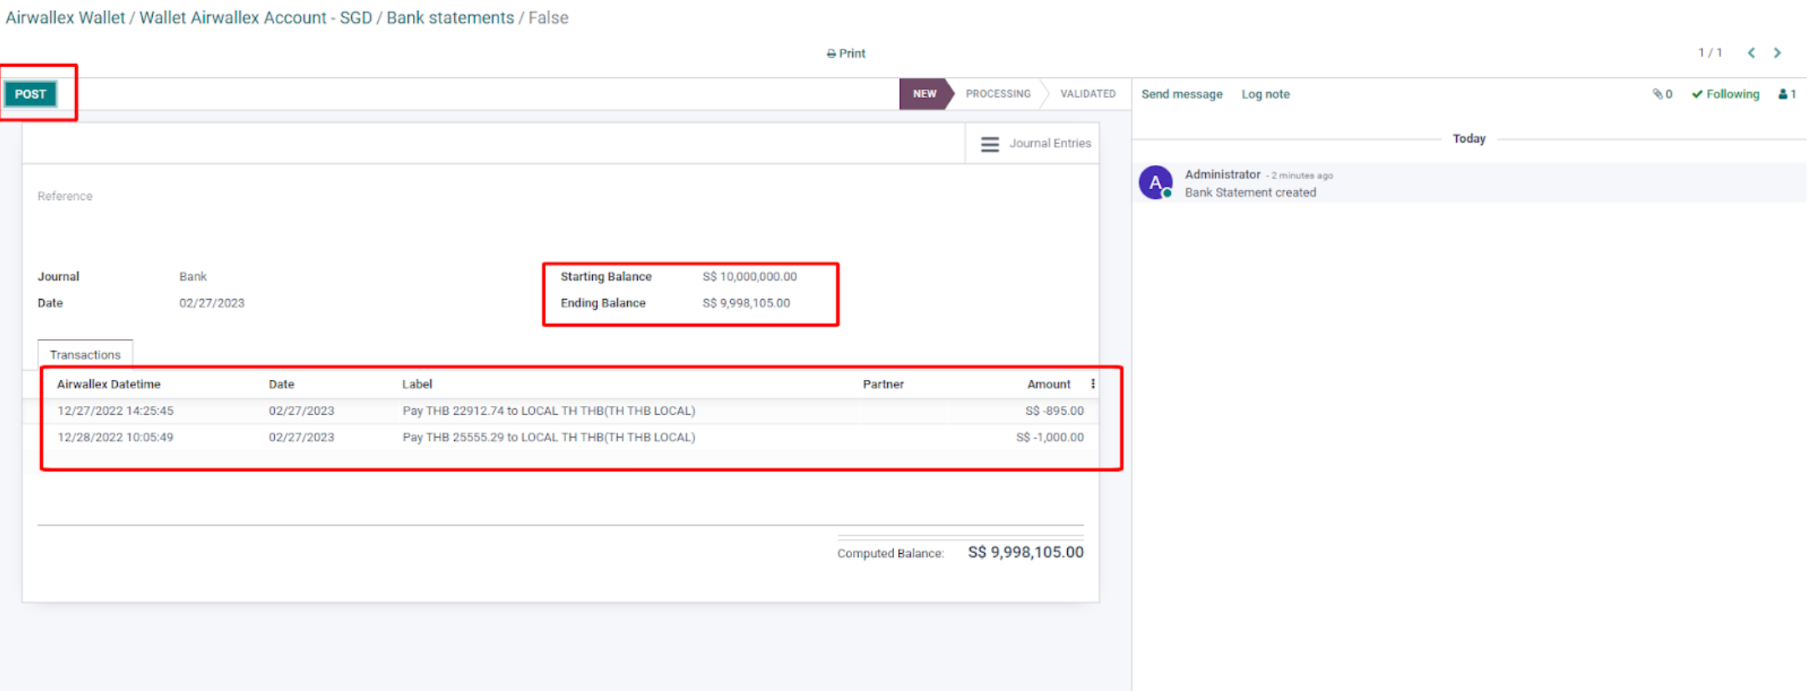 Airwallex Wallet / Wallet Airwallex Account - SGD / Bank statements / False
Print
1 / 1
POST
NEW PROCESSING VALIDATED
Send message Log note 0 Following 1
Journal Entries
Today
Reference
A
Administrator - 2 minutes ago
Bank Statement created
Journal Bank Starting Balance S$ 10,000,000.00
Date 02/27/2023 Ending Balance S$ 9,998,105.00
Transactions
Airwallex Datetime Date Label Partner Amount
12/27/2022 14:25:45 02/27/2023 Pay THB 22912.74 to LOCAL TH THB(TH THB LOCAL) S$ -895.00
12/28/2022 10:05:49 02/27/2023 Pay THB 25555.29 to LOCAL TH THB(TH THB LOCAL) S$ -1,000.00
Computed Balance: S$ 9,998,105.00